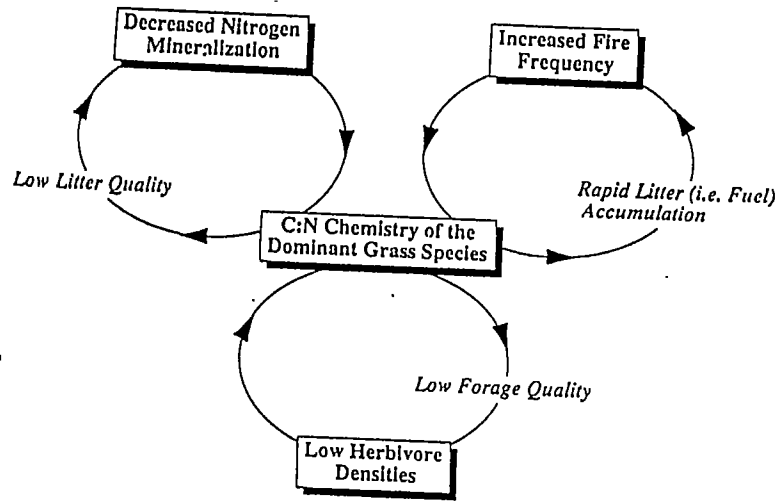 Decreased Nitrogen
Mineralization
Increased Fire
Frequency
Low Litter Quality
Rapid Litter (i.e. Fuel)
Accumulation
C:N Chemistry of the
Dominant Grass Species
Low Forage Quality
Low Herbivore
Densities